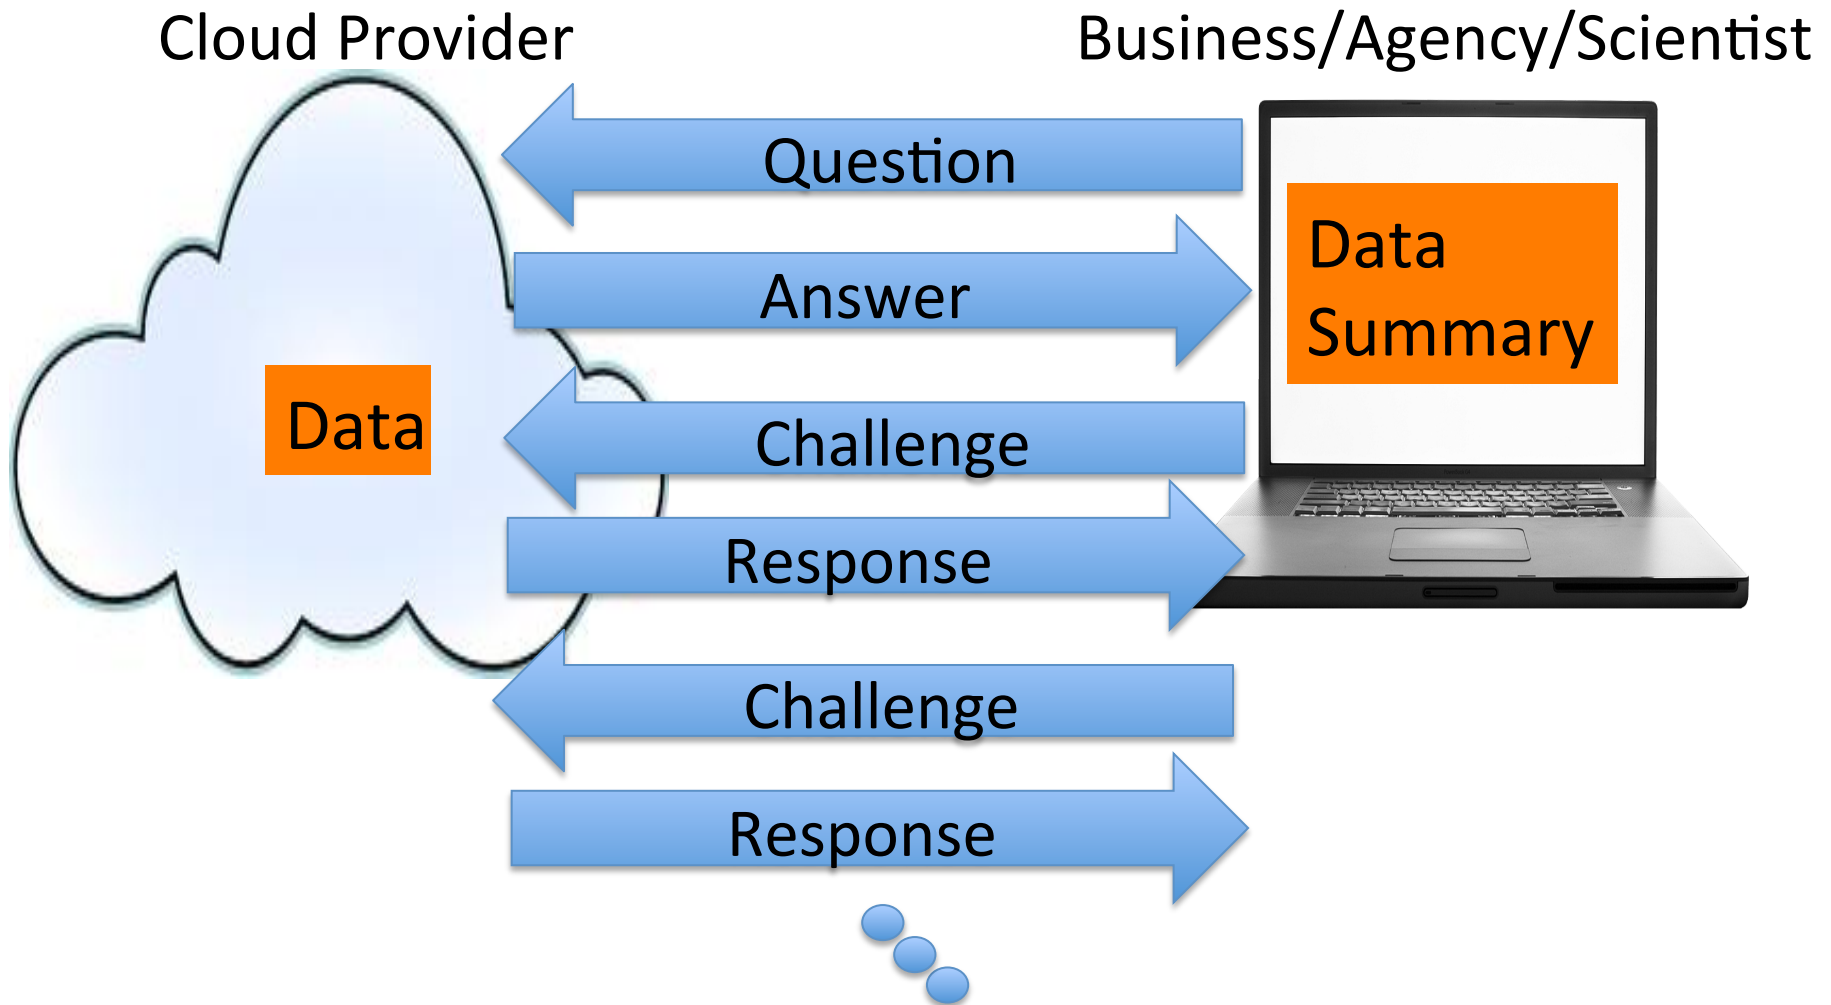 Cloud Provider
Business/Agency/Scientist
Question
Answer
Data
Summary
Data
Challenge
Response
Challenge
Response